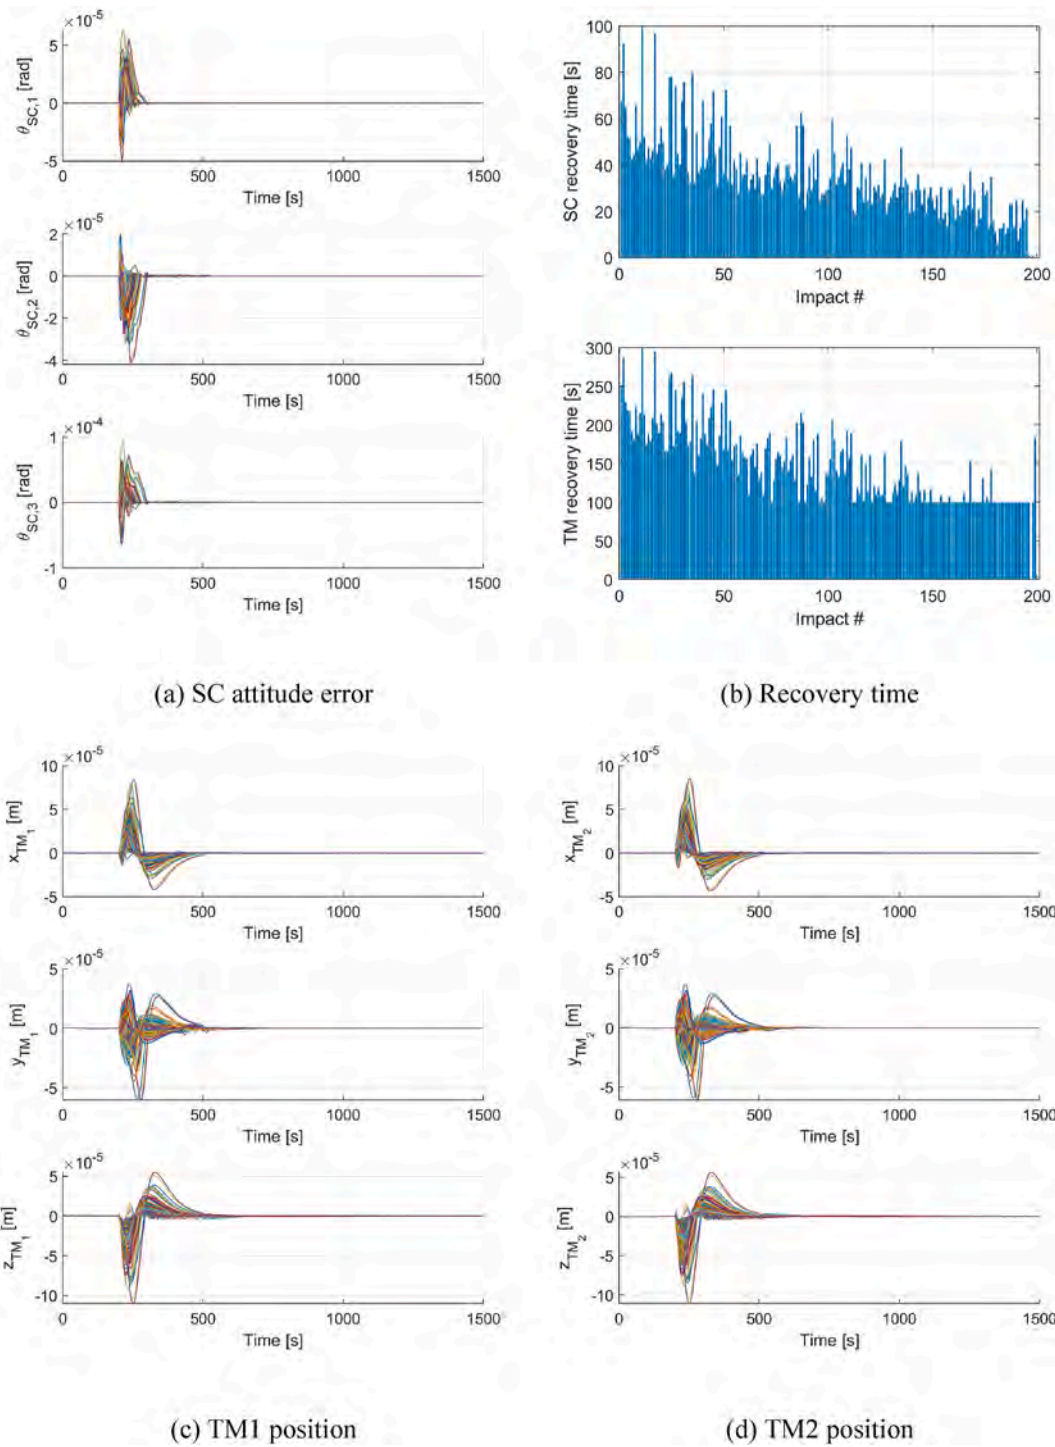 ×10⁻⁵
5
0
-5
θSC,1 [rad]
0 500 1000 1500
Time [s]
×10⁻⁵
2
0
-2
-4
θSC,2 [rad]
0 500 1000 1500
Time [s]
×10⁻⁴
1
0
-1
θSC,3 [rad]
0 500 1000 1500
Time [s]
(a) SC attitude error
100
80
60
40
20
0
SC recovery time [s]
0 50 100 150 200
Impact #
300
250
200
150
100
50
0
TM recovery time [s]
0 50 100 150 200
Impact #
(b) Recovery time
×10⁻⁵
10
5
0
-5
xTM1 [m]
0 500 1000 1500
Time [s]
×10⁻⁵
5
0
-5
yTM1 [m]
0 500 1000 1500
Time [s]
×10⁻⁵
5
0
-5
-10
zTM1 [m]
0 500 1000 1500
Time [s]
(c) TM1 position
×10⁻⁵
10
5
0
-5
xTM2 [m]
0 500 1000 1500
Time [s]
×10⁻⁵
5
0
-5
yTM2 [m]
0 500 1000 1500
Time [s]
×10⁻⁵
5
0
-5
-10
zTM2 [m]
0 500 1000 1500
Time [s]
(d) TM2 position